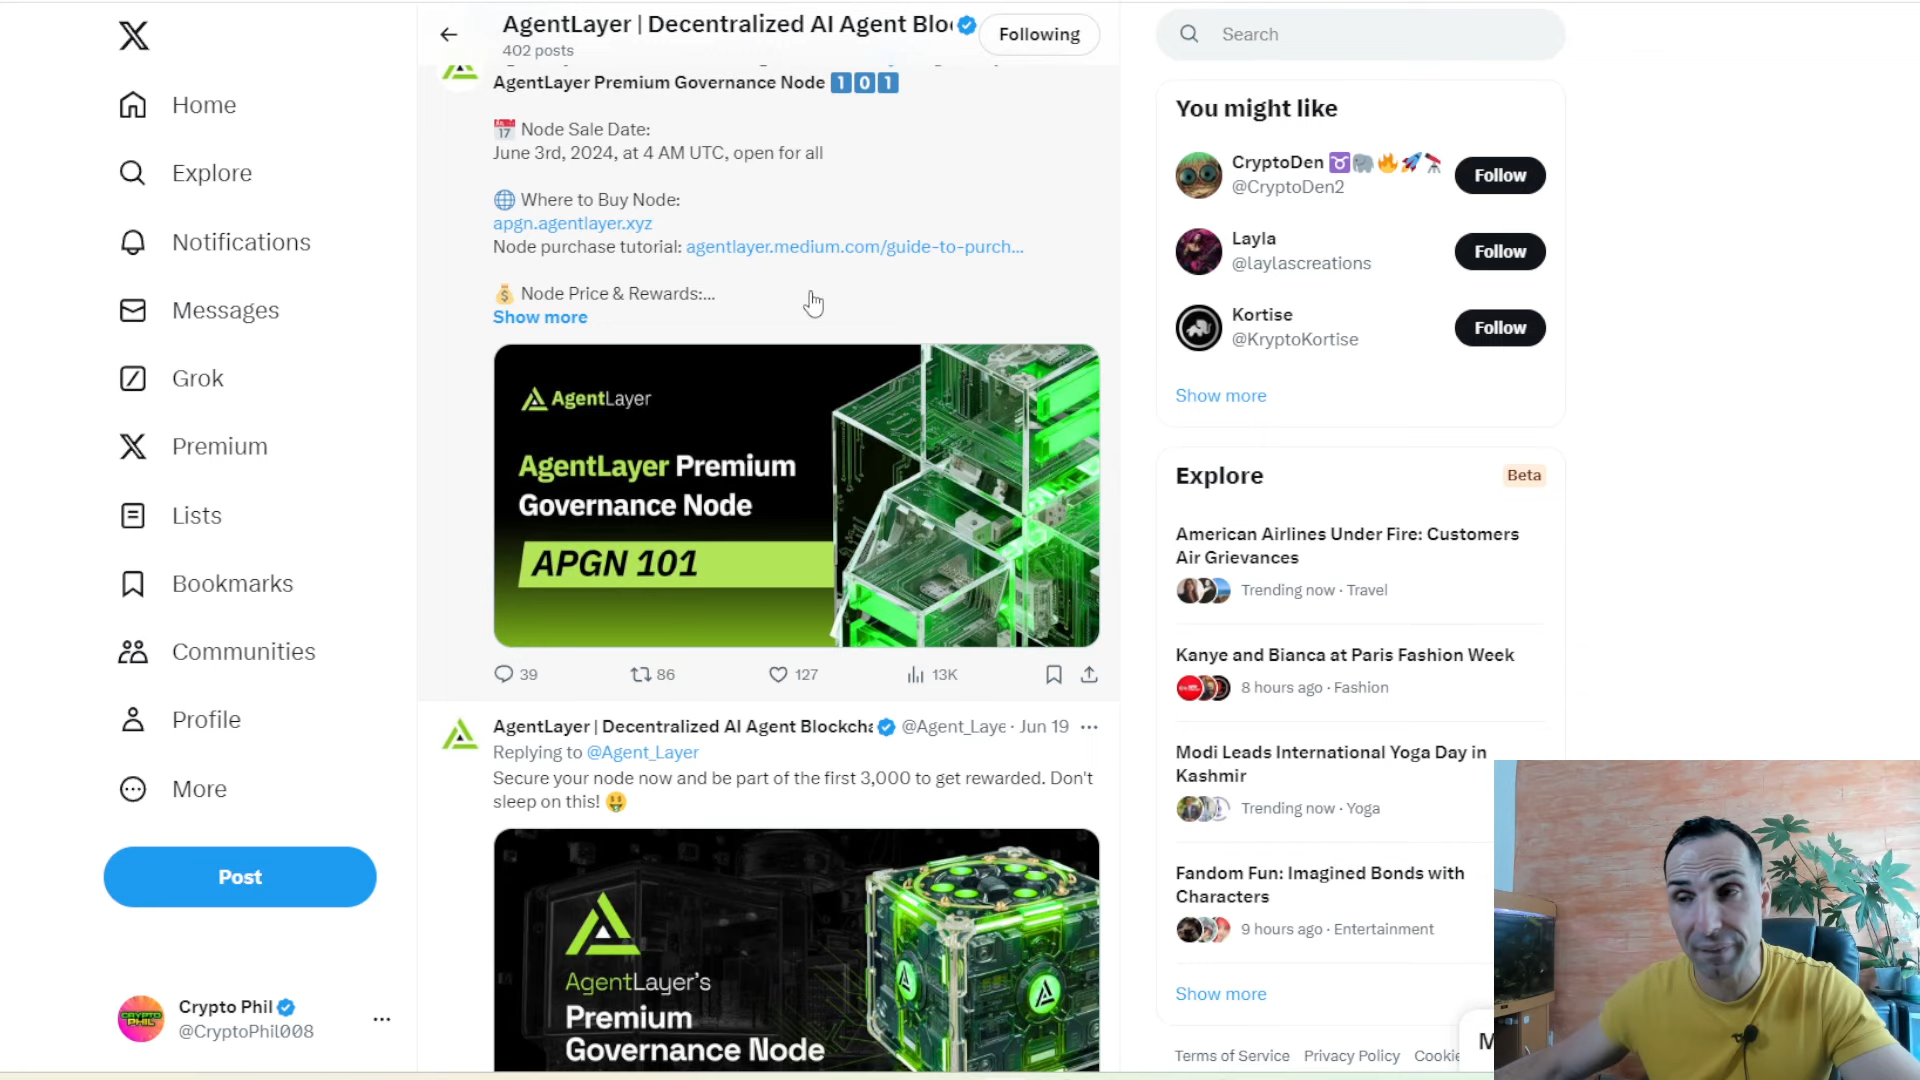 AgentLayer | Decentralized AI Agent Blo
402 posts
Following
Search
Home
Explore
Notifications
Messages
Grok
Premium
Lists
Bookmarks
Communities
Profile
More
Post
Crypto Phil
@CryptoPhil008
AgentLayer Premium Governance Node 1 0 1
Node Sale Date:
June 3rd, 2024, at 4 AM UTC, open for all
Where to Buy Node:
apgn.agentlayer.xyz
Node purchase tutorial: agentlayer.medium.com/guide-to-purch...
Node Price & Rewards:...
Show more
AgentLayer
AgentLayer Premium
Governance Node
APGN 101
39
86
127
13K
AgentLayer | Decentralized AI Agent Blockcha @Agent_Laye · Jun 19
Replying to @Agent_Layer
Secure your node now and be part of the first 3,000 to get rewarded. Don't
sleep on this!
AgentLayer's
Premium
Governance Node
You might like
CryptoDen
@CryptoDen2
Follow
Layla
@laylascreations
Follow
Kortise
@KryptoKortise
Follow
Show more
Explore
Beta
American Airlines Under Fire: Customers
Air Grievances
Trending now · Travel
Kanye and Bianca at Paris Fashion Week
8 hours ago · Fashion
Modi Leads International Yoga Day in
Kashmir
Trending now · Yoga
Fandom Fun: Imagined Bonds with
Characters
9 hours ago · Entertainment
Show more
Terms of Service Privacy Policy Cookie